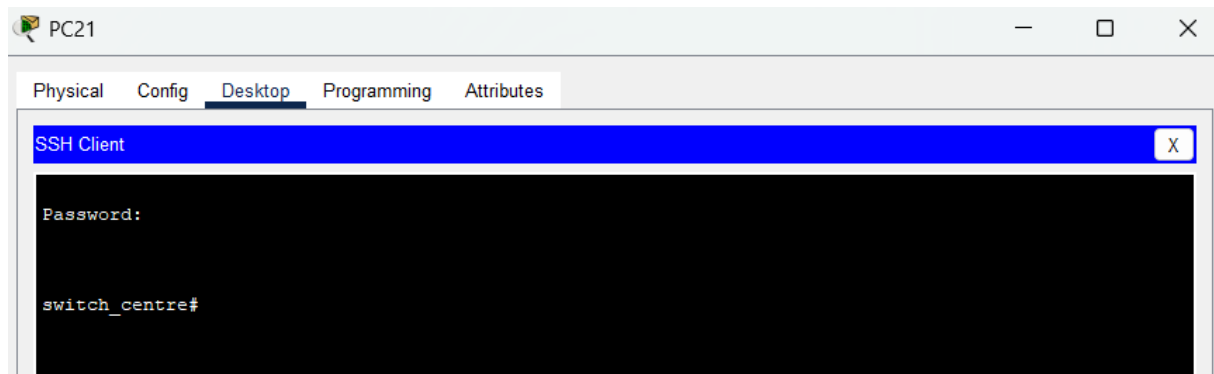 PC21
Physical Config Desktop Programming Attributes
SSH Client X
Password:
switch_centre#